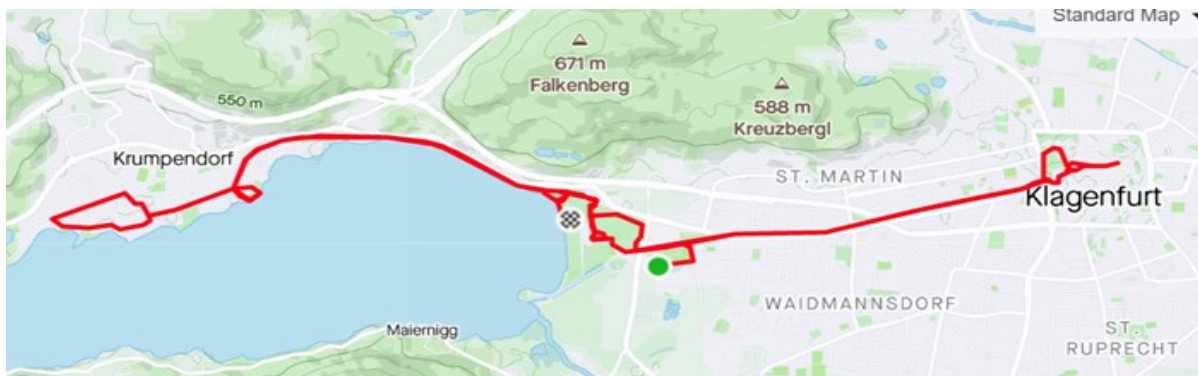 Standard Map
671 m
Falkenberg
550 m
588 m
Kreuzbergl
Krumpendorf
ST. MARTIN
Klagenfurt
WAIDMANNSDORF
Maiernigg
ST.
RUPRECHT